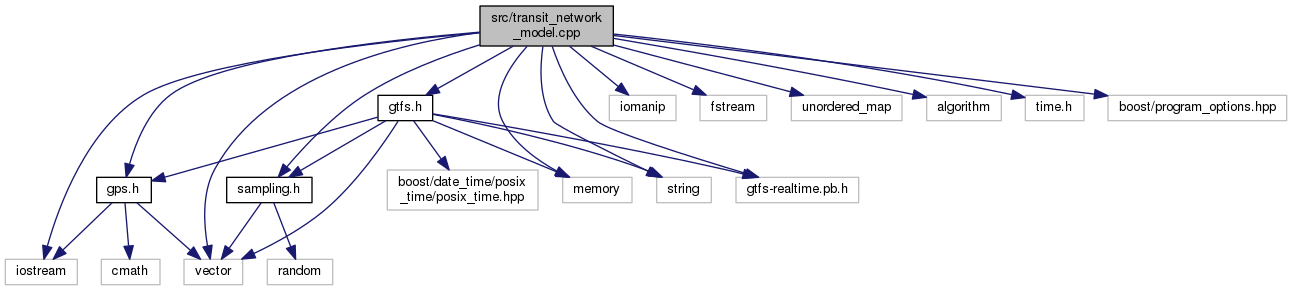 src/transit_network
_model.cpp
gtfs.h
iomanip
fstream
unordered_map
algorithm
time.h
boost/program_options.hpp
gps.h
sampling.h
boost/date_time/posix
_time/posix_time.hpp
memory
string
gtfs-realtime.pb.h
iostream
cmath
vector
random